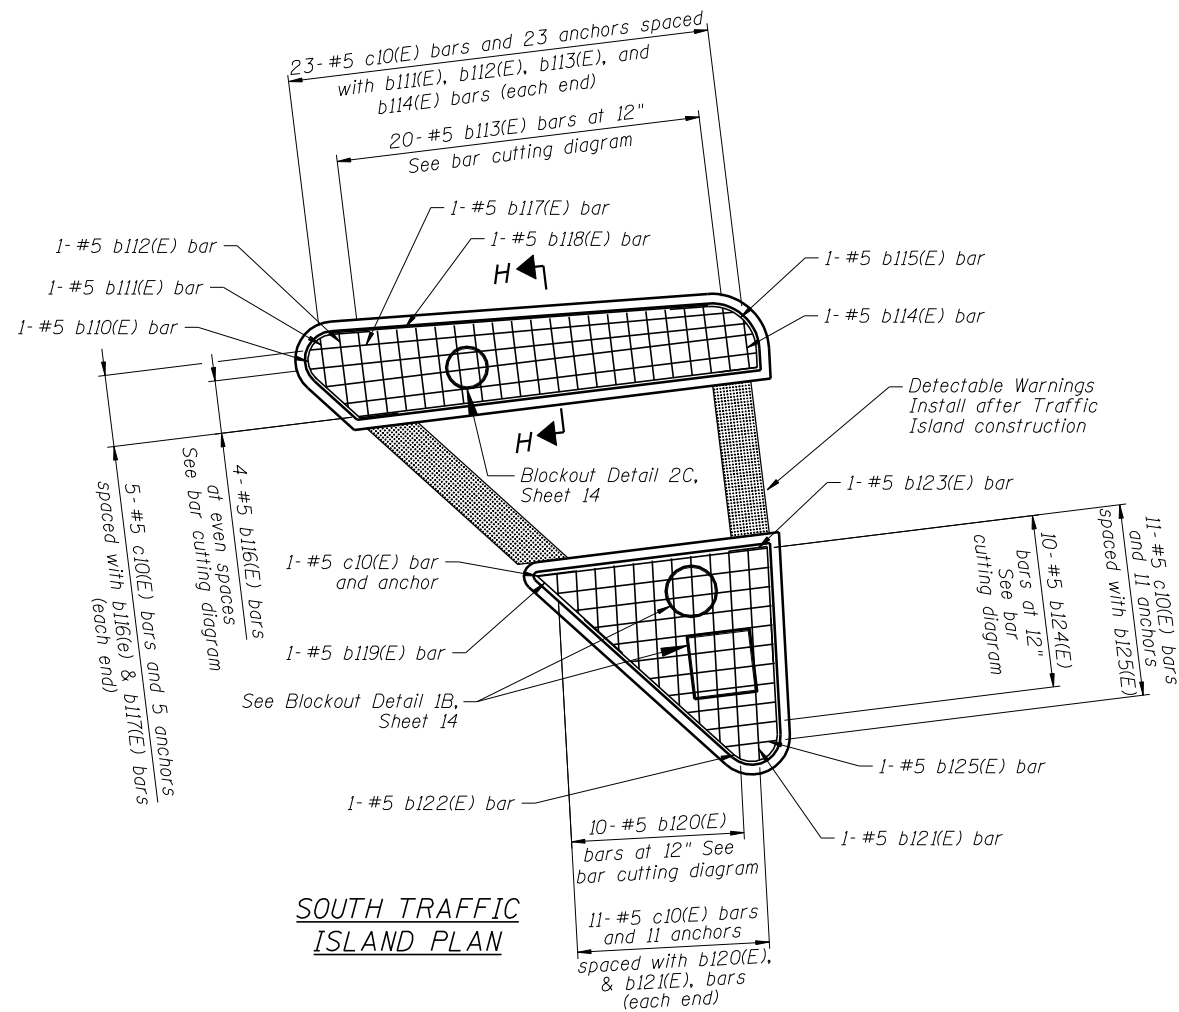 23-#5 c10(E) bars and 23 anchors spaced
with b111(E), b112(E), b113(E), and
b114(E) bars (each end)
20-#5 b113(E) bars at 12"
See bar cutting diagram
1-#5 b117(E) bar
1-#5 b118(E) bar
1-#5 b112(E) bar
1-#5 b111(E) bar
1-#5 b110(E) bar
H
1-#5 b115(E) bar
1-#5 b114(E) bar
Detectable Warnings
Install after Traffic
Island construction
H
Blockout Detail 2C,
Sheet 14
4-#5 b116(E) bars
at even spaces
See bar cutting diagram
5-#5 c10(E) bars and 5 anchors
spaced with b116(e) & b117(E) bars
(each end)
1-#5 b123(E) bar
1-#5 c10(E) bar
and anchor
1-#5 b119(E) bar
See Blockout Detail 1B,
Sheet 14
10-#5 b124(E)
bars at 12"
See bar
cutting diagram
11-#5 c10(E) bars
and 11 anchors
spaced with b125(E)
1-#5 b125(E) bar
1-#5 b122(E) bar
1-#5 b121(E) bar
10-#5 b120(E)
bars at 12" See
bar cutting diagram
11-#5 c10(E) bars
and 11 anchors
spaced with b120(E),
& b121(E), bars
(each end)
SOUTH TRAFFIC
ISLAND PLAN